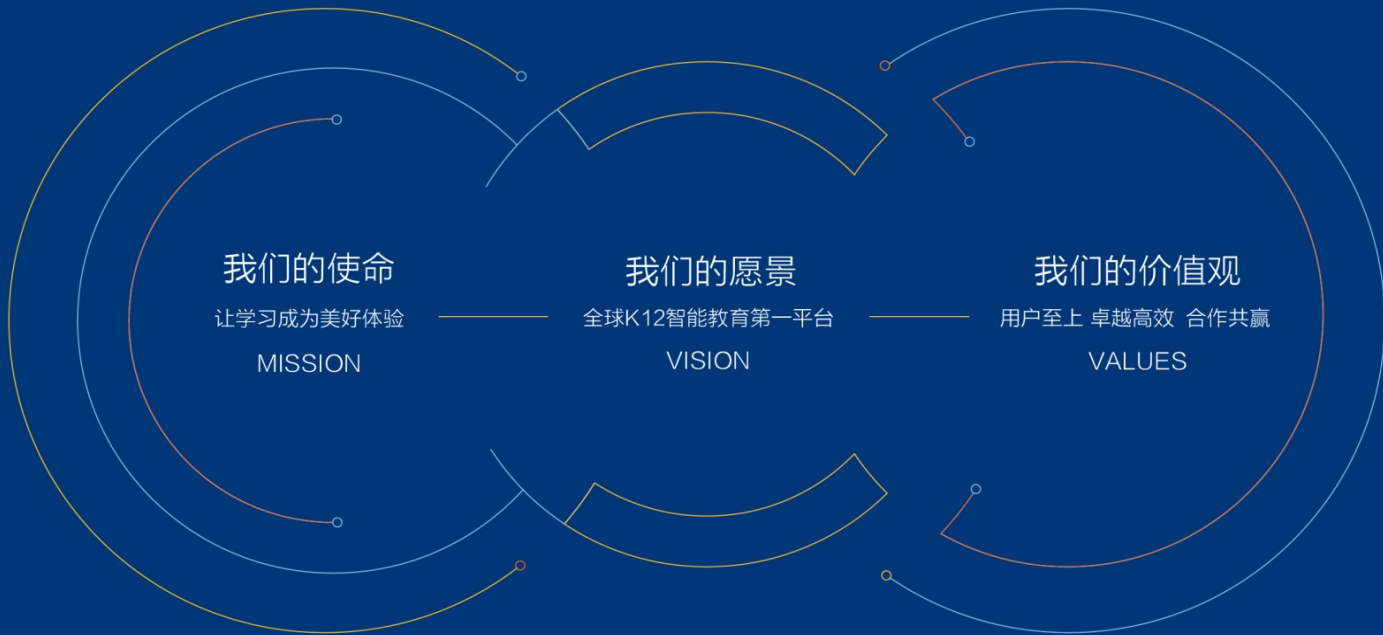 我们的使命
让学习成为美好体验
MISSION
我们的愿景
全球K12智能教育第一平台
VISION
我们的价值观
用户至上 卓越高效 合作共赢
VALUES